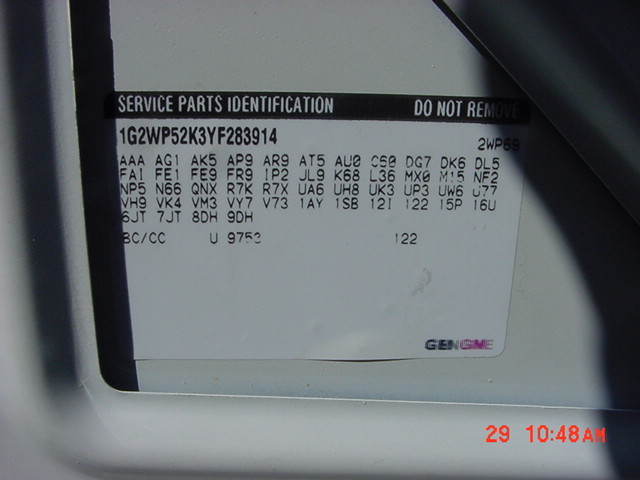 SERVICE PARTS IDENTIFICATION DO NOT REMOVE
1G2WP52K3YF283914 2WP69
AAA AG1 AK5 AP9 AR9 AT5 AU0 C60 DG7 DK6 DL5
FA1 FE1 FE9 FR9 IP2 JL9 K68 L36 MX0 M15 NF2
NP5 N66 QNX R7K R7X UA6 UH8 UK3 UP3 UW6 U77
VH9 VK4 VM3 VY7 V73 1AY 1SB 12I 122 15P 16U
6JT 7JT 8DH 9DH
BC/CC U 9753 122
29 10:48AM